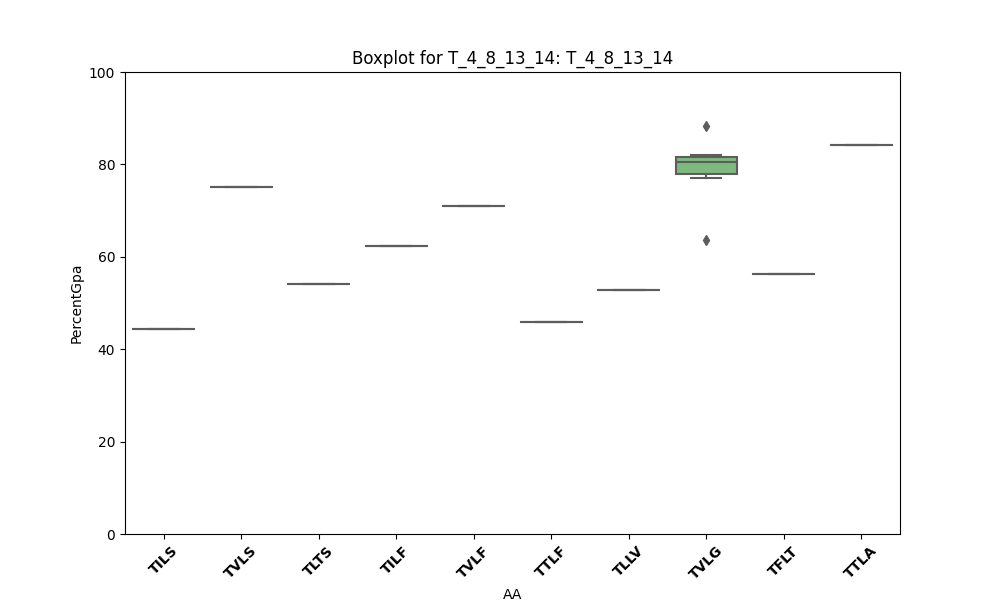 Boxplot for T_4_8_13_14: T_4_8_13_14
100
80
60
40
20
0
PercentGpa
TILS TVLS TLTS TILF TVLF TTLF TLLV TVLG TFLT TTLA
AA